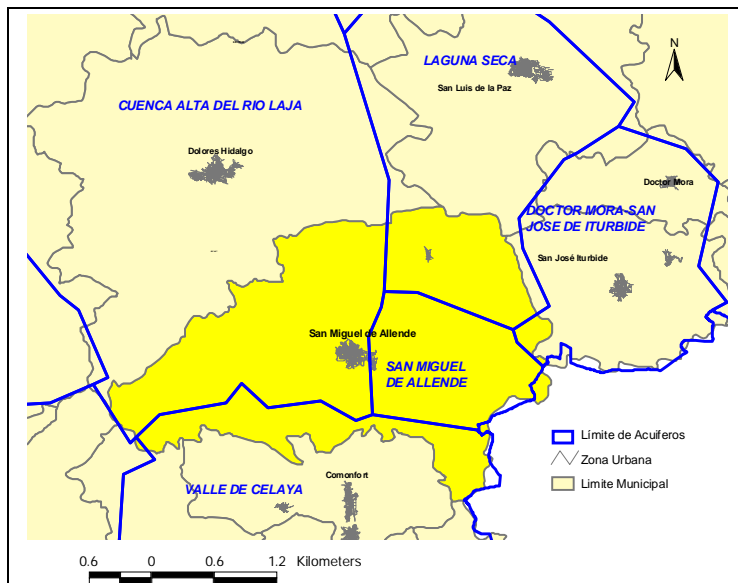 LAGUNA SECA
N
San Luis de la Paz
CUENCA ALTA DEL RIO LAJA
Dolores Hidalgo
Doctor Mora
DOCTOR MORA-SAN
JOSE DE ITURBIDE
San José Iturbide
San Miguel de Allende
SAN MIGUEL
DE ALLENDE
Límite de Acuiferos
Zona Urbana
Limite Municipal
Comonfort
VALLE DE CELAYA
0.6 0 0.6 1.2 Kilometers